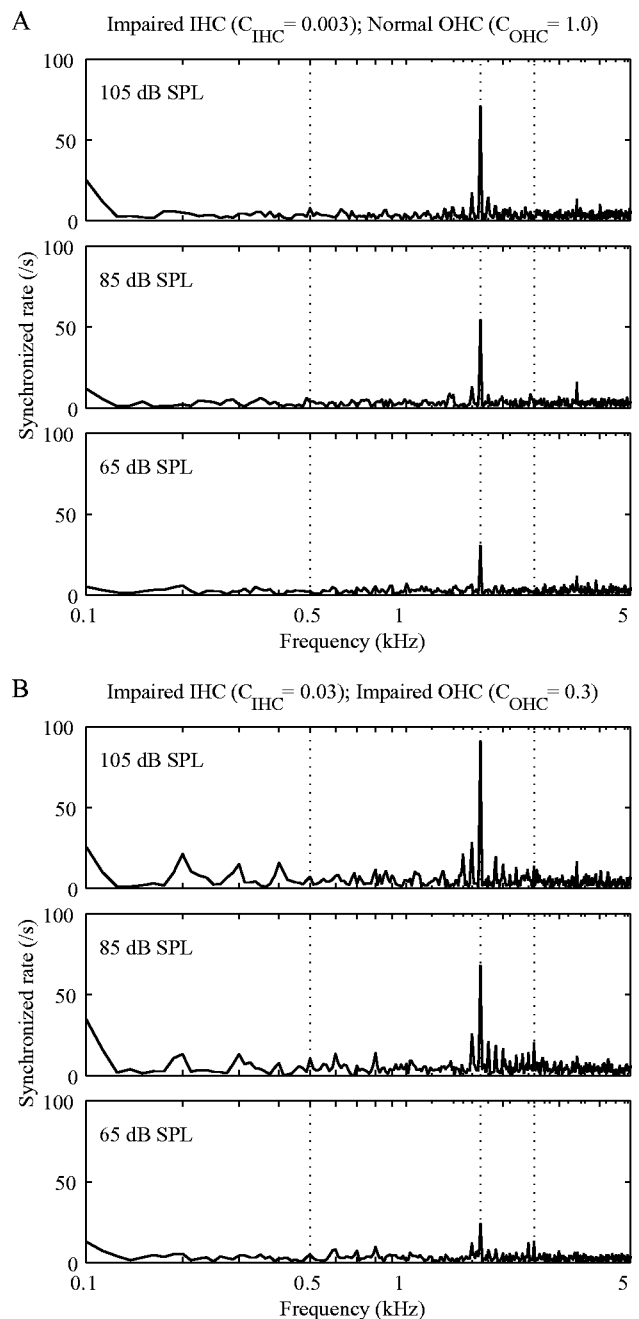 A
Impaired IHC (C_IHC= 0.003); Normal OHC (C_OHC= 1.0)
100
105 dB SPL
50
0
100
85 dB SPL
50
0
100
65 dB SPL
50
0
Synchronized rate (/s)
0.1
0.5
1
5
Frequency (kHz)
B
Impaired IHC (C_IHC= 0.03); Impaired OHC (C_OHC= 0.3)
100
105 dB SPL
50
0
100
85 dB SPL
50
0
100
65 dB SPL
50
0
Synchronized rate (/s)
0.1
0.5
1
5
Frequency (kHz)